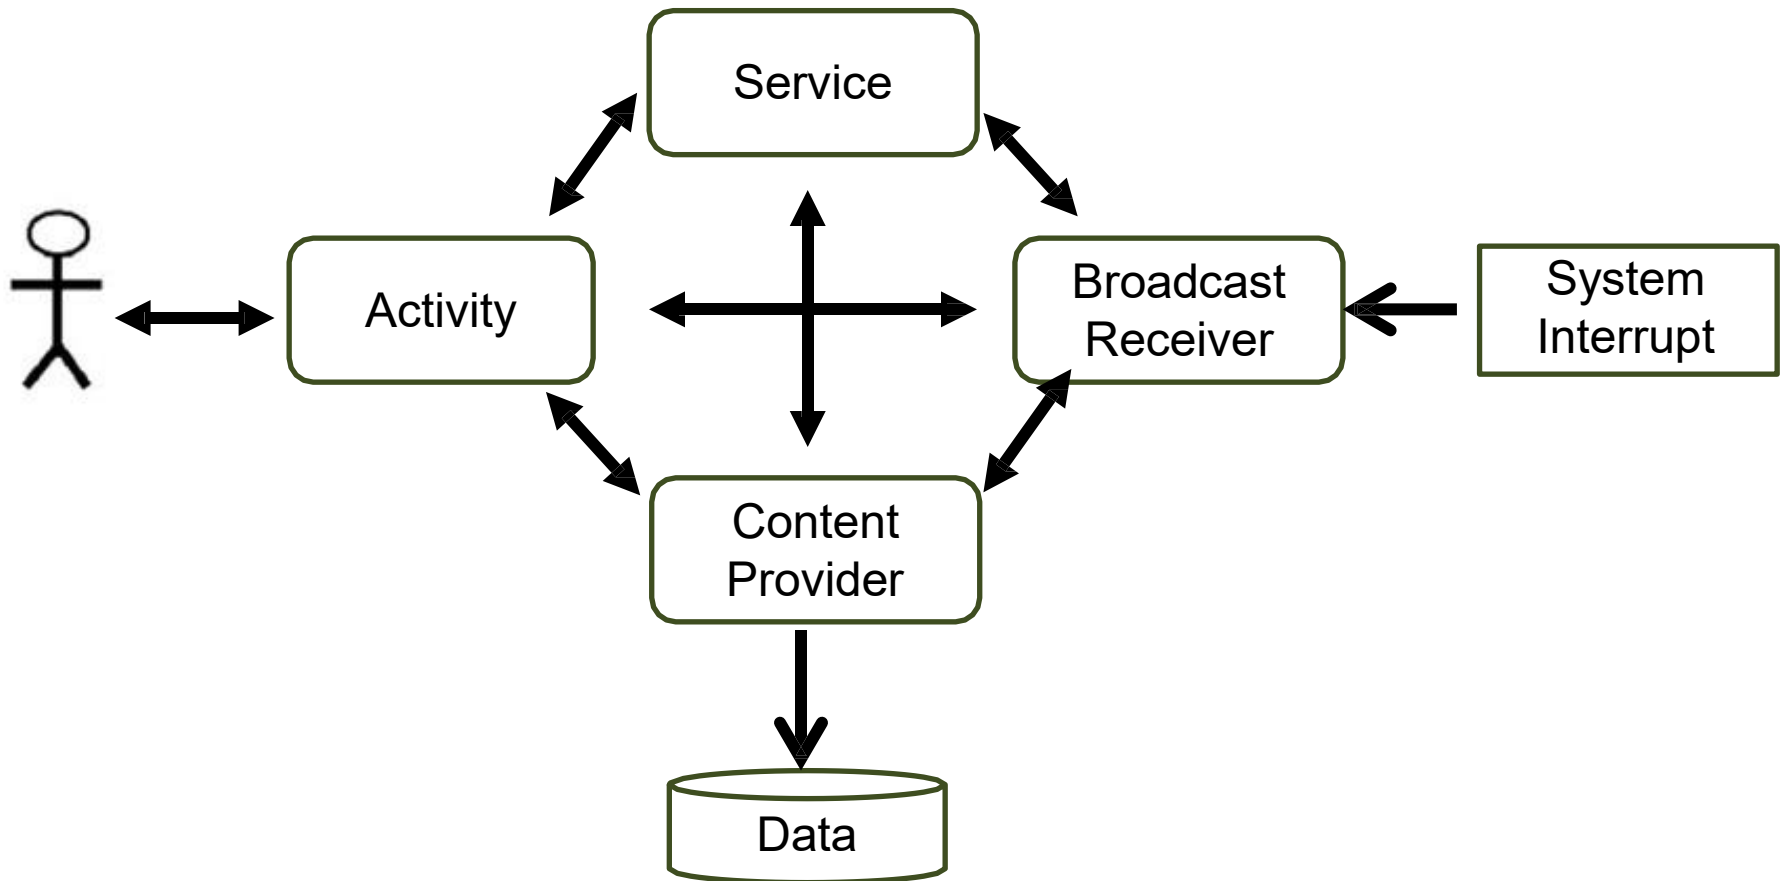 Service
Activity
Broadcast
Receiver
System
Interrupt
Content
Provider
Data